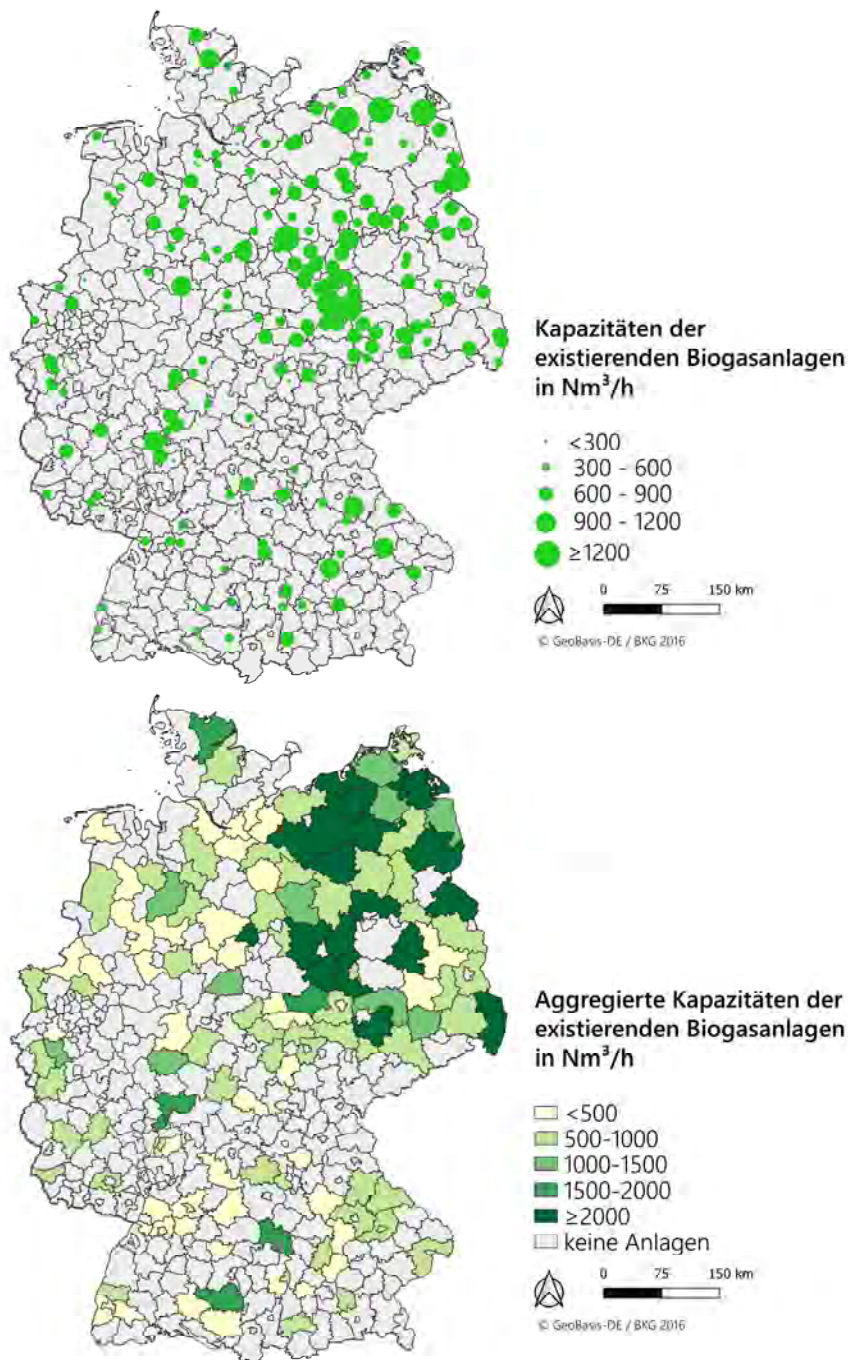 Kapazitäten der
existierenden Biogasanlagen
in Nm³/h
<300
300 - 600
600 - 900
900 - 1200
≥1200
0 75 150 km
© GeoBasis-DE / BKG 2016
Aggregierte Kapazitäten der
existierenden Biogasanlagen
in Nm³/h
<500
500-1000
1000-1500
1500-2000
≥2000
keine Anlagen
0 75 150 km
© GeoBasis-DE / BKG 2016